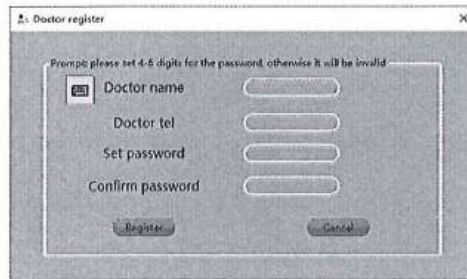 Doctor register
Prompt: please set 4-6 digits for the password, otherwise it will be invalid
Doctor name
Doctor tel
Set password
Confirm password
Register
Cancel